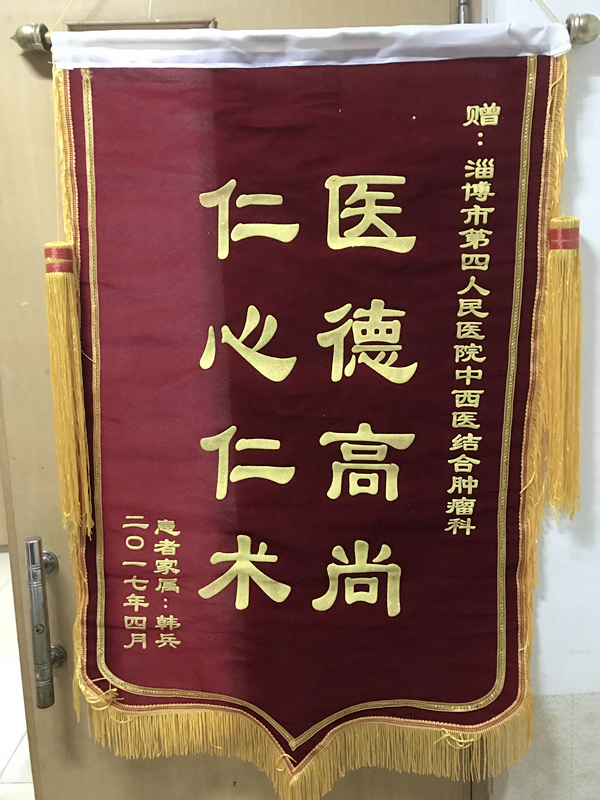 赠：淄博市第四人民医院中西医结合肿瘤科
医德高尚
仁心仁术
患者家属：韩兵
二〇一七年四月